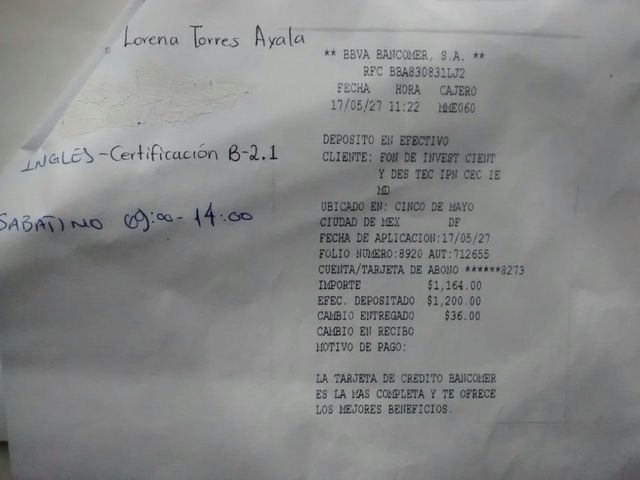 Lorena Torres Ayala
INGLÉS-Certificación B-2.1
SABATINO 09:00-14:00
** BBVA BANCOMER, S.A. **
RFC BBA830831LJ2
FECHA HORA CAJERO
17/05/27 11:22 MME060
DEPOSITO EN EFECTIVO
CLIENTE: FON DE INVEST CIENT
Y DES TEC IPN CEC IE
MD
UBICADO EN: CINCO DE MAYO
CIUDAD DE MEX DF
FECHA DE APLICACION:17/05/27
FOLIO NUMERO:8920 AUT:712655
CUENTA/TARJETA DE ABONO ******8273
IMPORTE $1,164.00
EFEC. DEPOSITADO $1,200.00
CAMBIO ENTREGADO $36.00
CAMBIO EN RECIBO
MOTIVO DE PAGO:
LA TARJETA DE CREDITO BANCOMER
ES LA MAS COMPLETA Y TE OFRECE
LOS MEJORES BENEFICIOS.